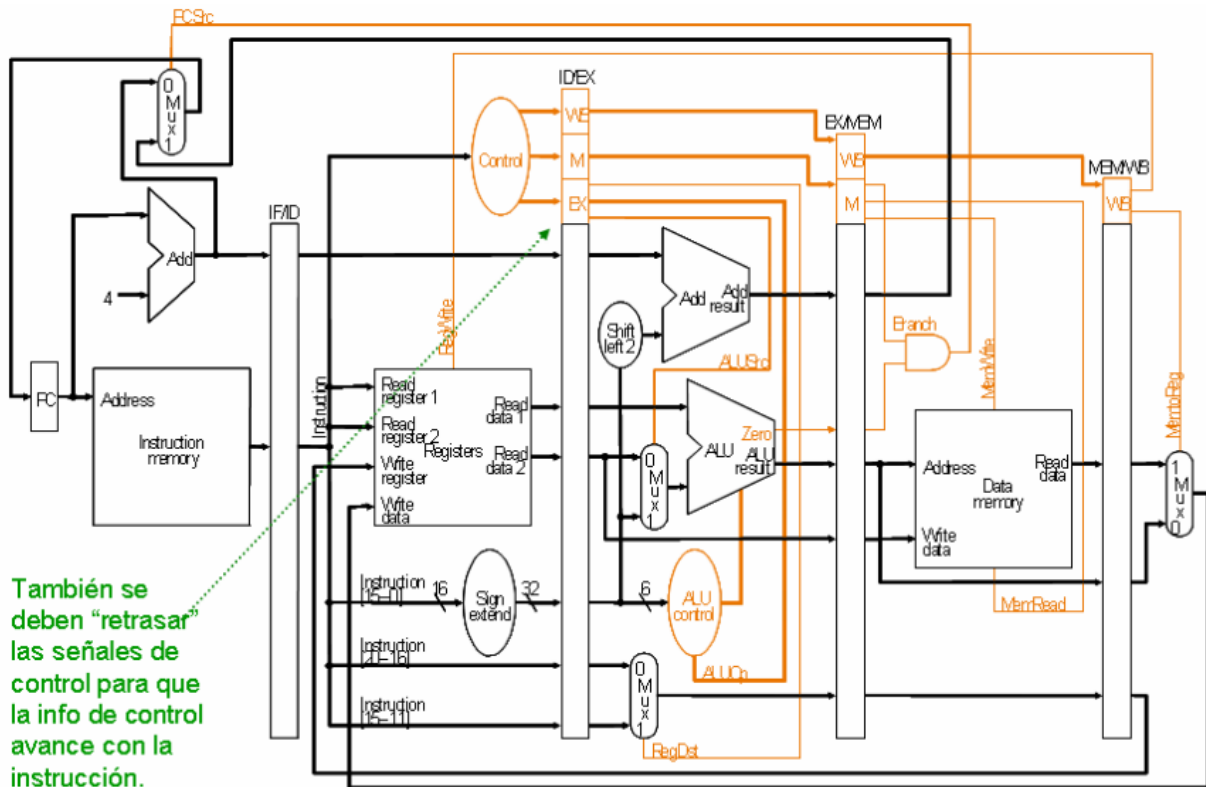 PCSrc
ID/EX
0
M
u
x
1
WB
EX/MEM
Control
M
WB
MEM/WB
EX
M
WB
IF/ID
Add
4
Add
Add
result
Shift
left 2
RegWrite
Branch
ALUSrc
MemWrite
MemtoReg
PC
Address
Instruction
memory
Instruction
Read
register 1
Read
register 2
Write
register
Write
data
Registers
Read
data 1
Read
data 2
0
M
u
x
1
Zero
ALU
ALU
result
Address
Read
data
Data
memory
Write
data
1
M
u
x
0
Instruction
[15–0]
16
Sign
extend
32
6
ALU
control
MemRead
Instruction
[20–16]
Instruction
[15–11]
0
M
u
x
1
ALUOp
RegDst
También se
deben “retrasar”
las señales de
control para que
la info de control
avance con la
instrucción.